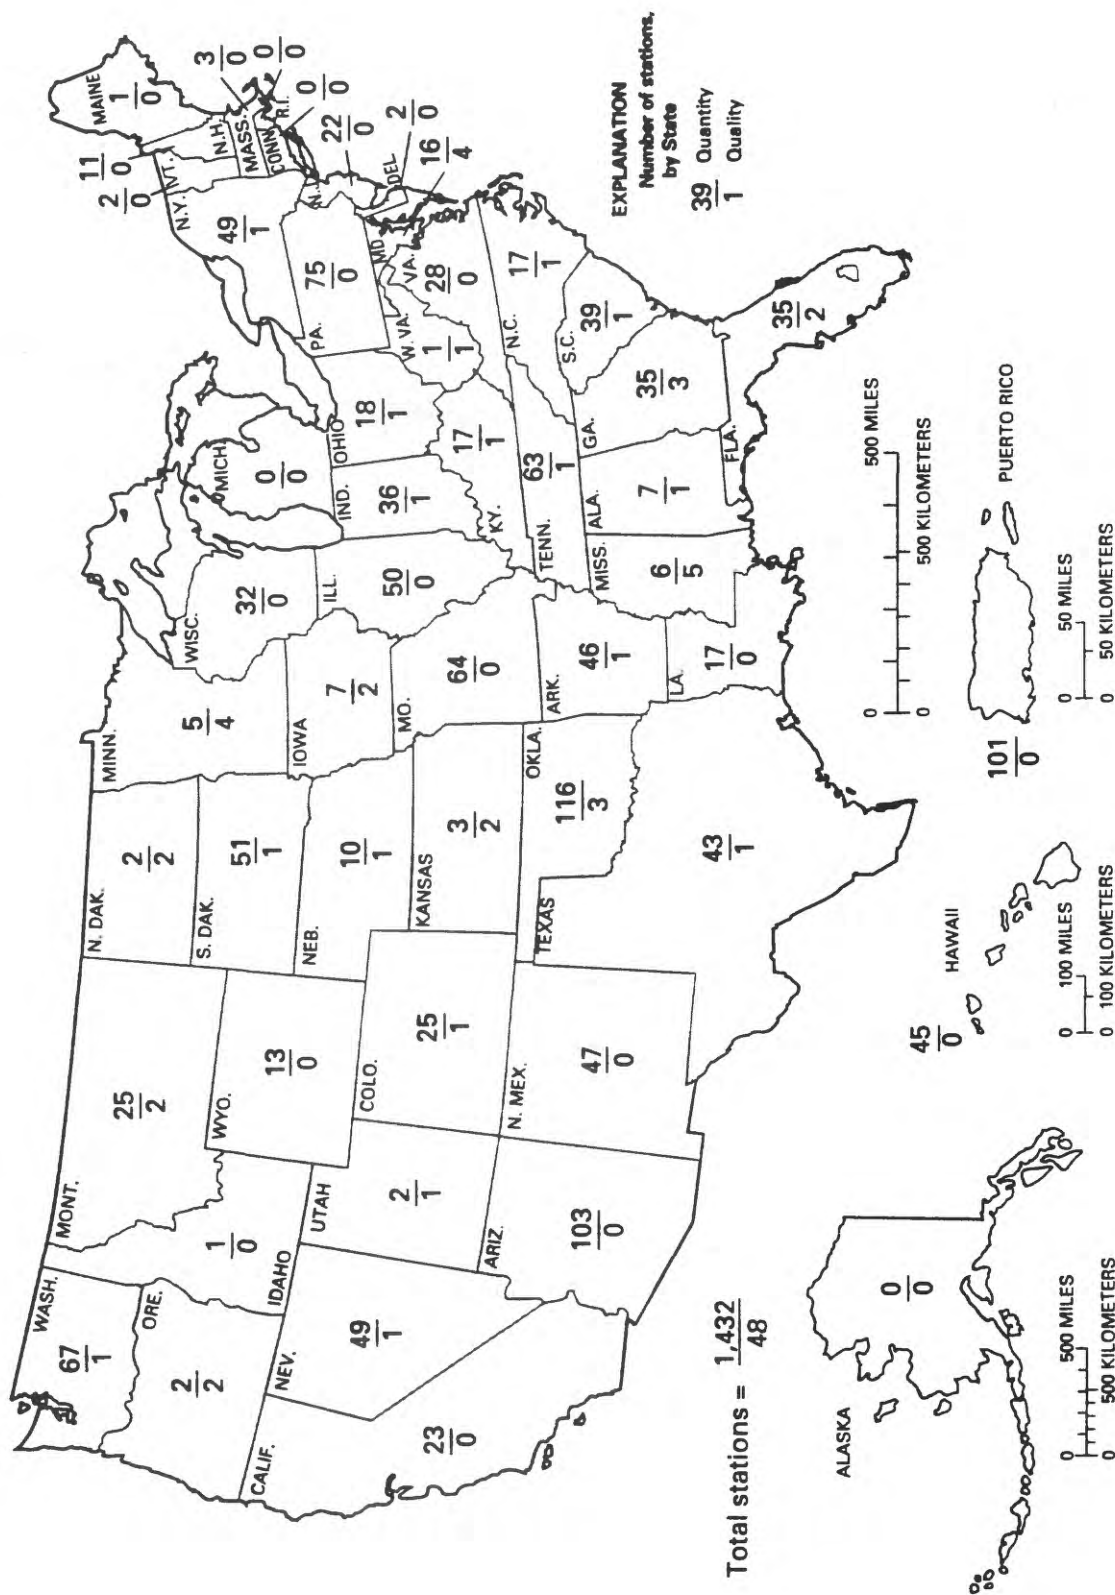 WASH.
67
1
ORE.
2
2
CALIF.
23
0
NEV.
49
1
IDAHO
1
0
MONT.
25
2
WYO.
13
0
UTAH
2
1
ARIZ.
103
0
COLO.
25
1
N. MEX.
47
0
N. DAK.
2
2
S. DAK.
51
1
NEB.
10
1
KANSAS
3
2
OKLA.
116
3
TEXAS
43
1
MINN.
5
4
IOWA
7
2
MO.
64
0
ARK.
46
1
LA.
17
0
WISC.
32
0
ILL.
50
0
MICH.
0
0
IND.
36
1
OHIO
18
1
KY.
17
1
TENN.
63
1
MISS.
6
5
ALA.
7
1
GA.
35
3
FLA.
35
2
S.C.
39
1
N.C.
17
1
W. VA.
1
1
VA.
28
0
MD.
16
4
DEL
2
0
PA.
75
0
N.J.
22
0
N.Y.
49
1
CONN.
0
0
R.I.
0
0
MASS.
3
0
VT.
2
0
N.H.
11
0
MAINE
1
0
EXPLANATION
Number of stations,
by State
39 Quantity
1 Quality
Total stations = 1,432
48
ALASKA
0
0
0 500 MILES
0 500 KILOMETERS
HAWAII
45
0
0 100 MILES
0 100 KILOMETERS
PUERTO RICO
101
0
0 50 MILES
0 50 KILOMETERS
0 500 MILES
0 500 KILOMETERS